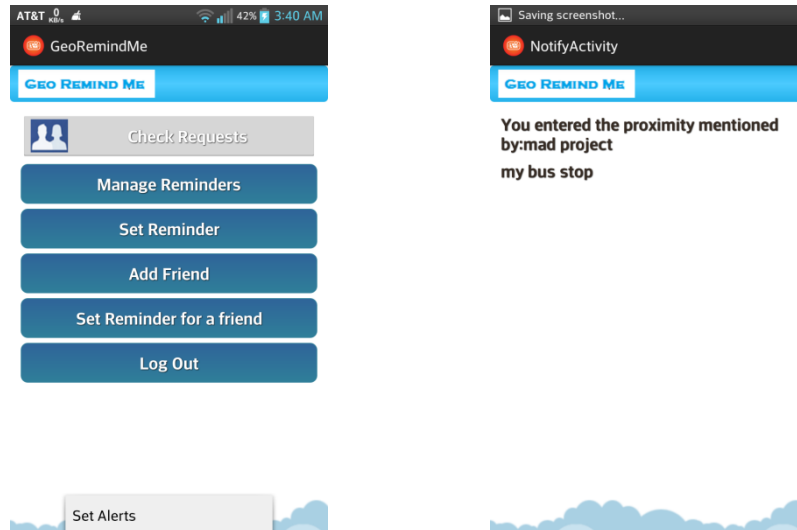 AT&T 0 KB/s 42% 3:40 AM
GeoRemindMe
GEO REMIND ME
Check Requests
Manage Reminders
Set Reminder
Add Friend
Set Reminder for a friend
Log Out
Set Alerts
Saving screenshot...
NotifyActivity
GEO REMIND ME
You entered the proximity mentioned
by:mad project
my bus stop